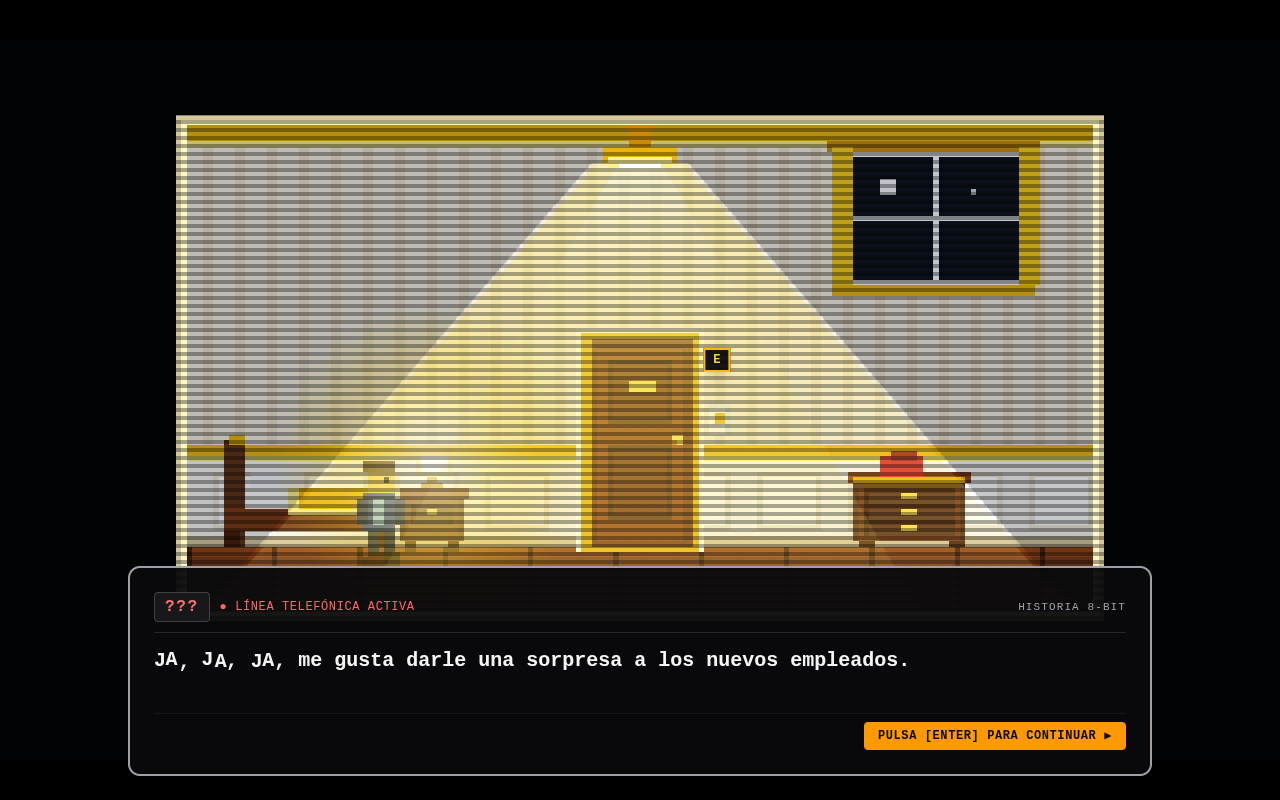 E
??? ● LÍNEA TELEFÓNICA ACTIVA HISTORIA 8-BIT
JA, JA, JA, me gusta darle una sorpresa a los nuevos empleados.
PULSA [ENTER] PARA CONTINUAR ►